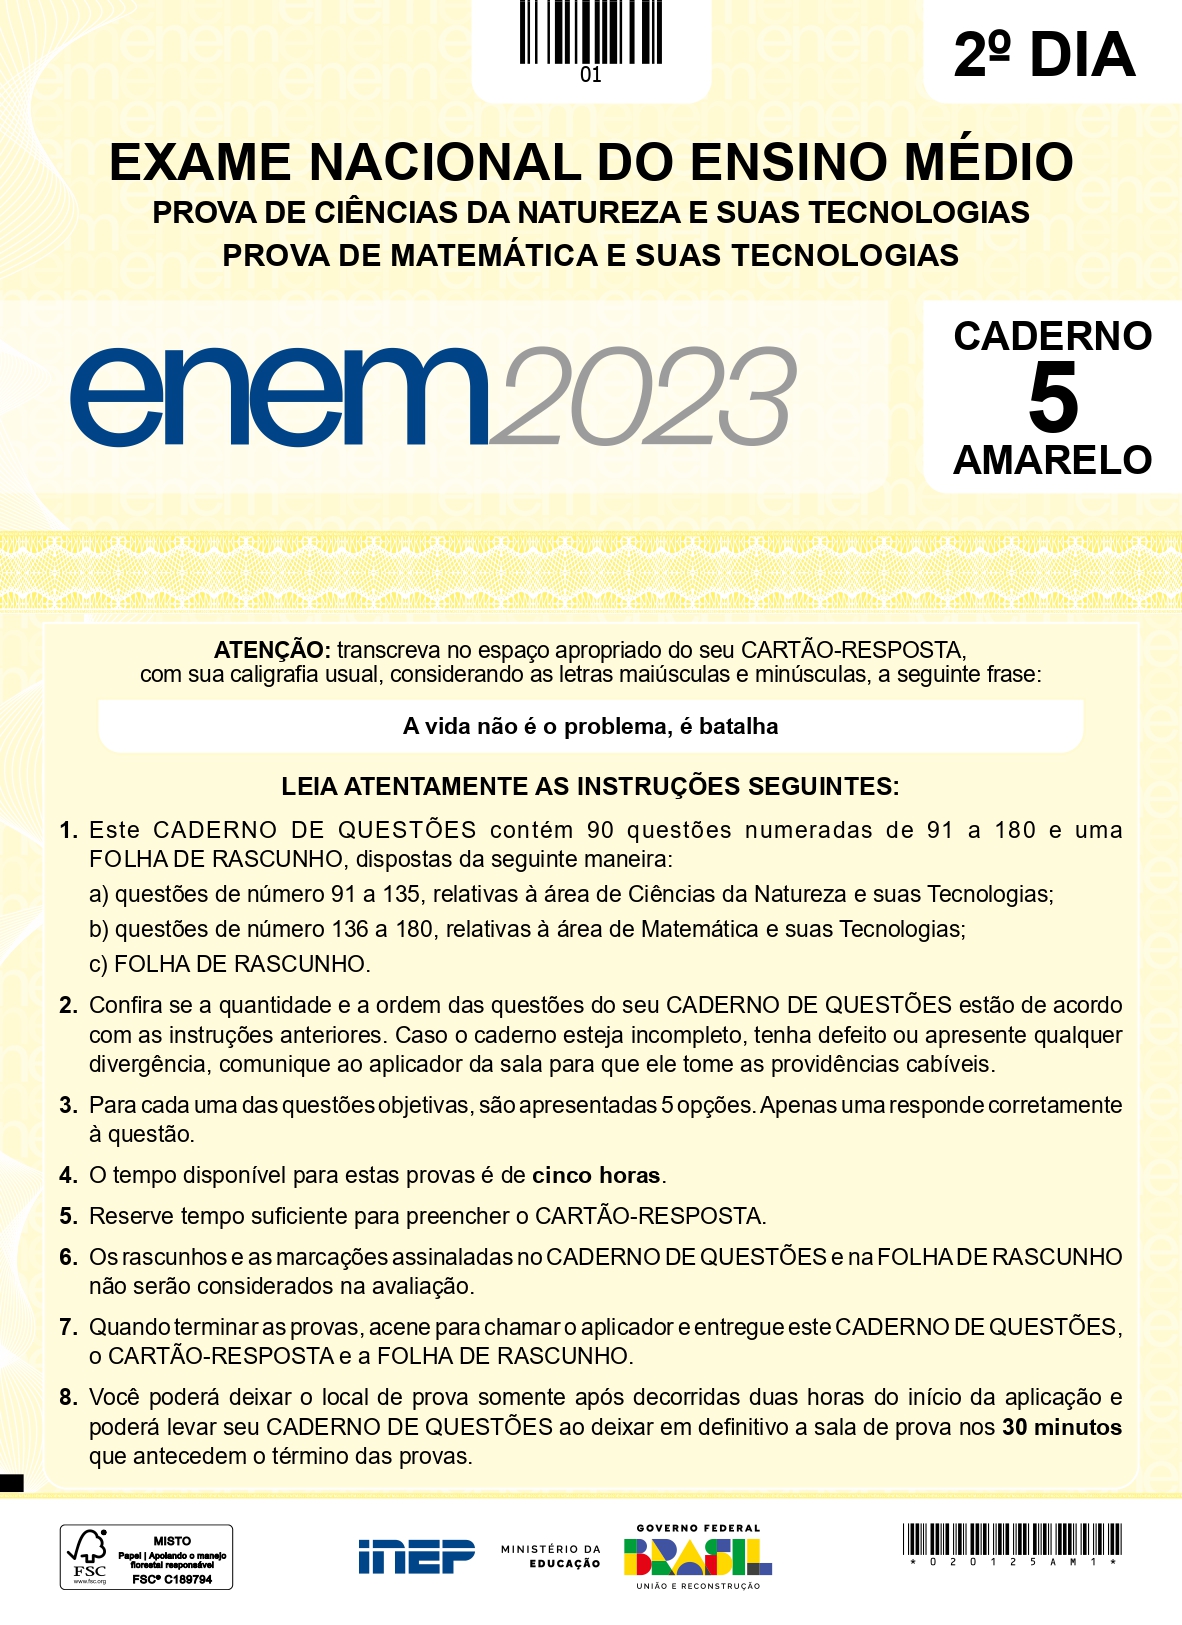 01
2º DIA
EXAME NACIONAL DO ENSINO MÉDIO
PROVA DE CIÊNCIAS DA NATUREZA E SUAS TECNOLOGIAS
PROVA DE MATEMÁTICA E SUAS TECNOLOGIAS
enem2023
CADERNO
5
AMARELO
ATENÇÃO: transcreva no espaço apropriado do seu CARTÃO-RESPOSTA,
com sua caligrafia usual, considerando as letras maiúsculas e minúsculas, a seguinte frase:
A vida não é o problema, é batalha
LEIA ATENTAMENTE AS INSTRUÇÕES SEGUINTES:
1. Este CADERNO DE QUESTÕES contém 90 questões numeradas de 91 a 180 e uma
FOLHA DE RASCUNHO, dispostas da seguinte maneira:
a) questões de número 91 a 135, relativas à área de Ciências da Natureza e suas Tecnologias;
b) questões de número 136 a 180, relativas à área de Matemática e suas Tecnologias;
c) FOLHA DE RASCUNHO.
2. Confira se a quantidade e a ordem das questões do seu CADERNO DE QUESTÕES estão de acordo
com as instruções anteriores. Caso o caderno esteja incompleto, tenha defeito ou apresente qualquer
divergência, comunique ao aplicador da sala para que ele tome as providências cabíveis.
3. Para cada uma das questões objetivas, são apresentadas 5 opções. Apenas uma responde corretamente
à questão.
4. O tempo disponível para estas provas é de cinco horas.
5. Reserve tempo suficiente para preencher o CARTÃO-RESPOSTA.
6. Os rascunhos e as marcações assinaladas no CADERNO DE QUESTÕES e na FOLHA DE RASCUNHO
não serão considerados na avaliação.
7. Quando terminar as provas, acene para chamar o aplicador e entregue este CADERNO DE QUESTÕES,
o CARTÃO-RESPOSTA e a FOLHA DE RASCUNHO.
8. Você poderá deixar o local de prova somente após decorridas duas horas do início da aplicação e
poderá levar seu CADERNO DE QUESTÕES ao deixar em definitivo a sala de prova nos 30 minutos
que antecedem o término das provas.
FSC
www.fsc.org
MISTO
Papel | Apoiando o manejo
florestal responsável
FSC® C189794
inep
MINISTÉRIO DA
EDUCAÇÃO
GOVERNO FEDERAL
BRASIL
UNIÃO E RECONSTRUÇÃO
*020125AM1*